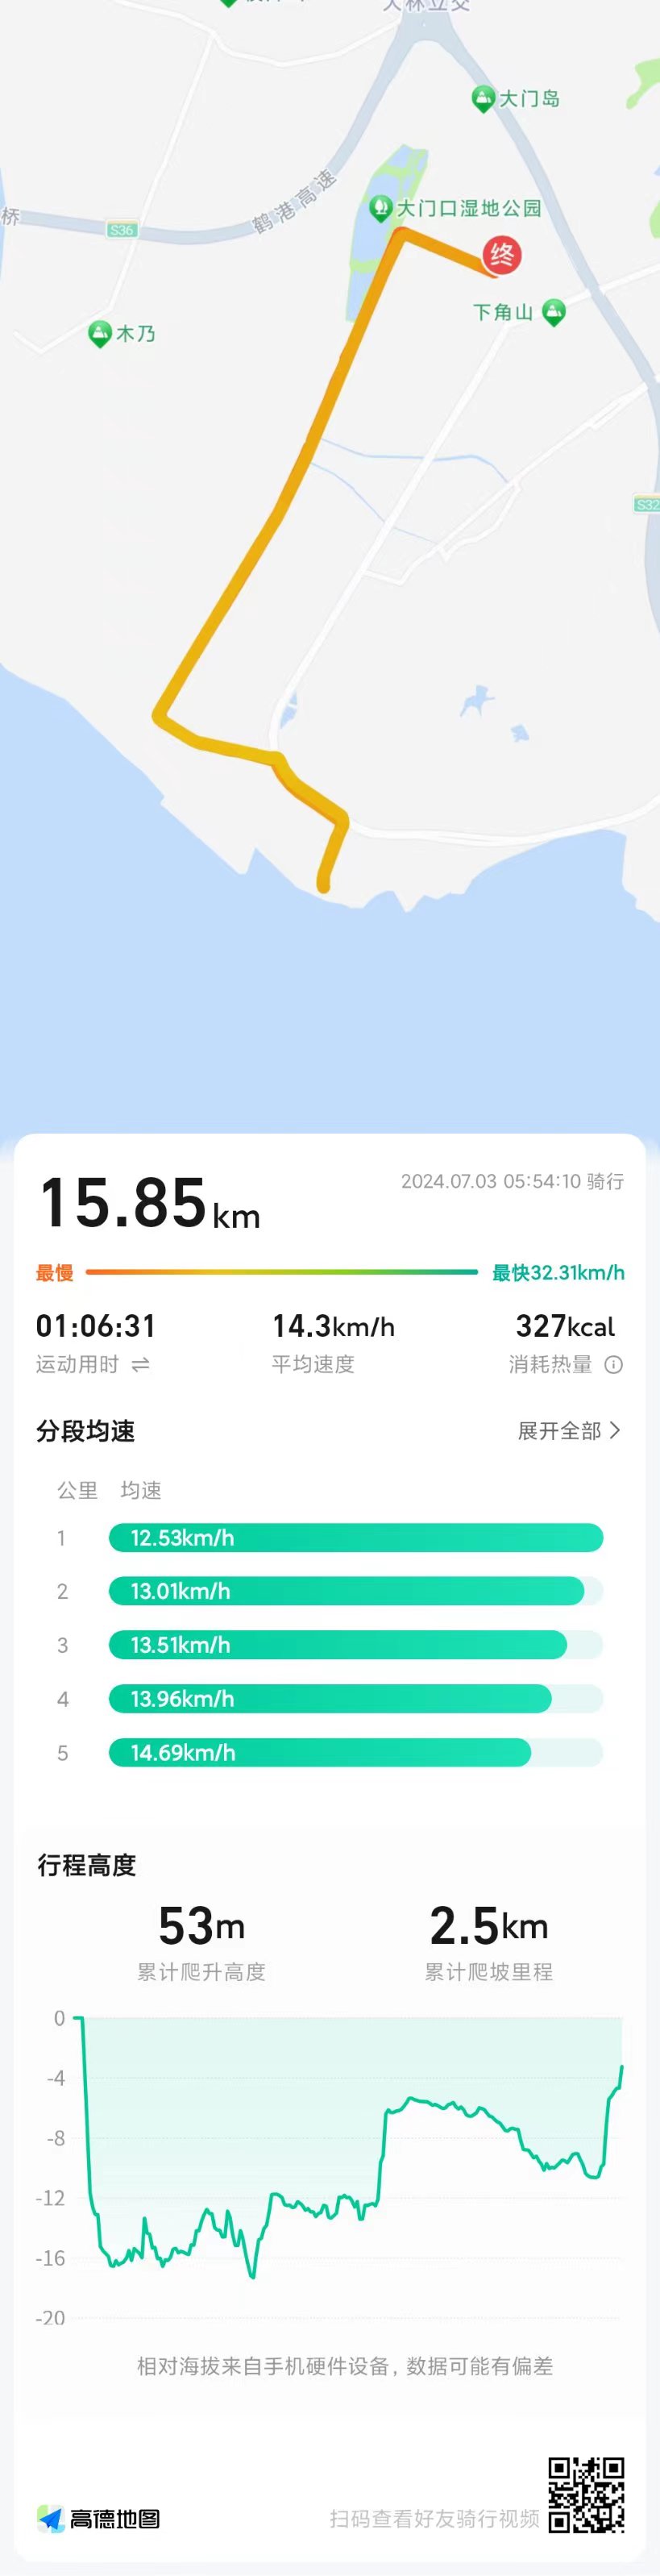 大林立交
大门岛
鹤港高速
大门口湿地公园
桥
S36
终
下角山
木乃
S32
15.85km
2024.07.03 05:54:10 骑行
最慢 最快32.31km/h
01:06:31 14.3km/h 327kcal
运动用时 平均速度 消耗热量
分段均速 展开全部
公里 均速
1 12.53km/h
2 13.01km/h
3 13.51km/h
4 13.96km/h
5 14.69km/h
行程高度
53m 2.5km
累计爬升高度 累计爬坡里程
0
-4
-8
-12
-16
-20
相对海拔来自手机硬件设备，数据可能有偏差
高德地图 扫码查看好友骑行视频